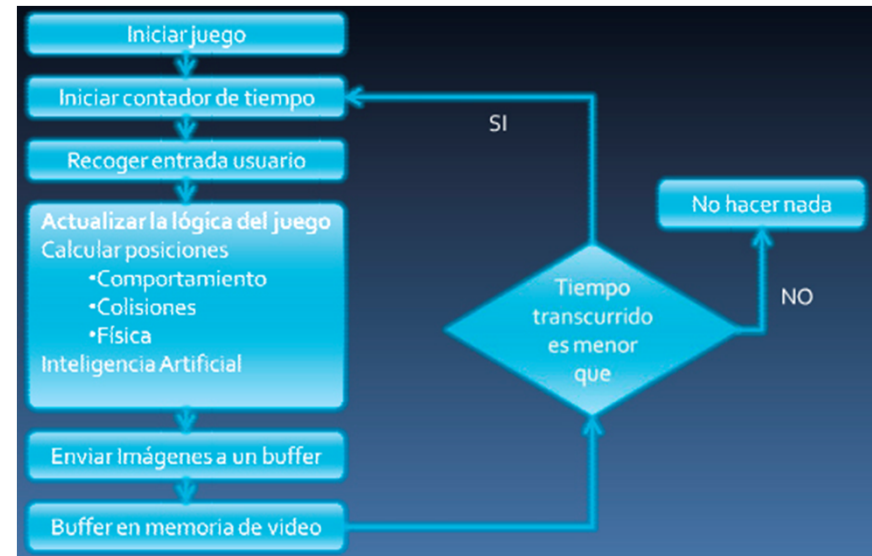 Iniciar juego
Iniciar contador de tiempo
Recoger entrada usuario
Actualizar la lógica del juego
Calcular posiciones
•Comportamiento
•Colisiones
•Física
Inteligencia Artificial
Enviar Imágenes a un buffer
Buffer en memoria de video
Tiempo
transcurrido
es menor
que
SI
NO
No hacer nada